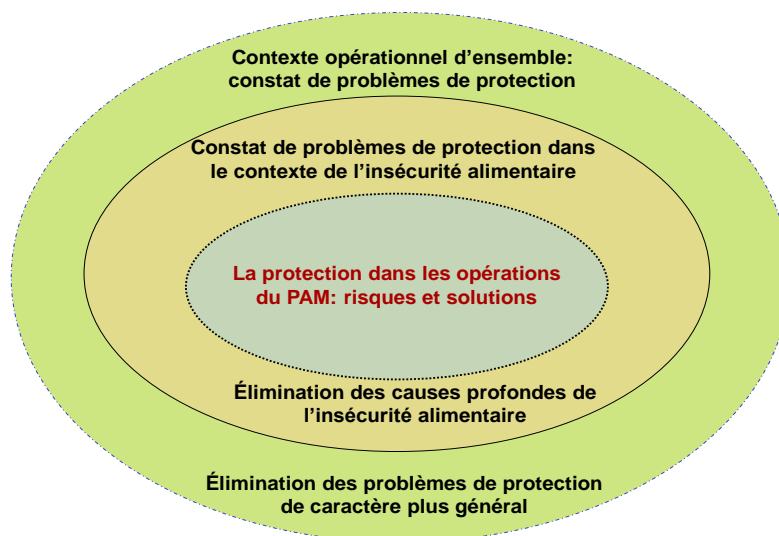 Contexte opérationnel d’ensemble:
constat de problèmes de protection
Constat de problèmes de protection dans
le contexte de l’insécurité alimentaire
La protection dans les opérations
du PAM: risques et solutions
Élimination des causes profondes de
l’insécurité alimentaire
Élimination des problèmes de protection
de caractère plus général